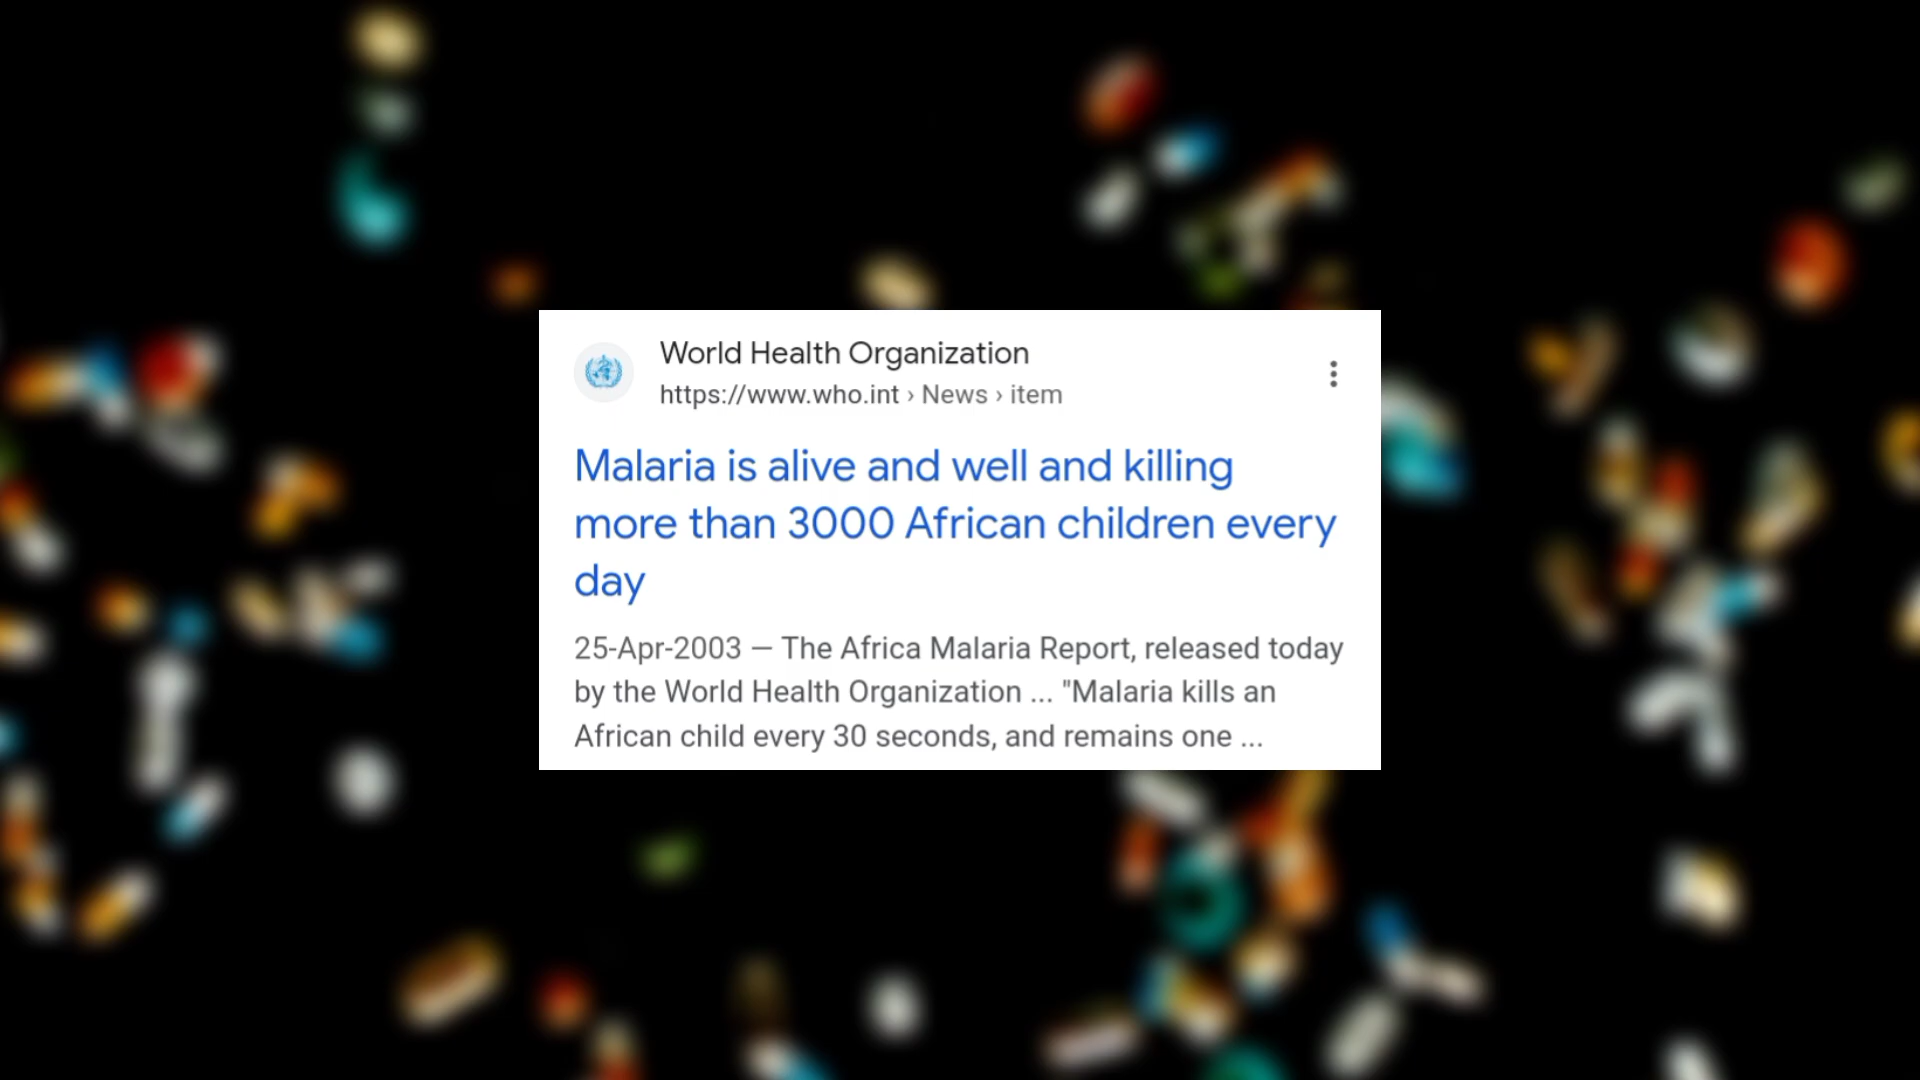 World Health Organization
https://www.who.int › News › item
Malaria is alive and well and killing
more than 3000 African children every
day
25-Apr-2003 — The Africa Malaria Report, released today
by the World Health Organization ... "Malaria kills an
African child every 30 seconds, and remains one ...